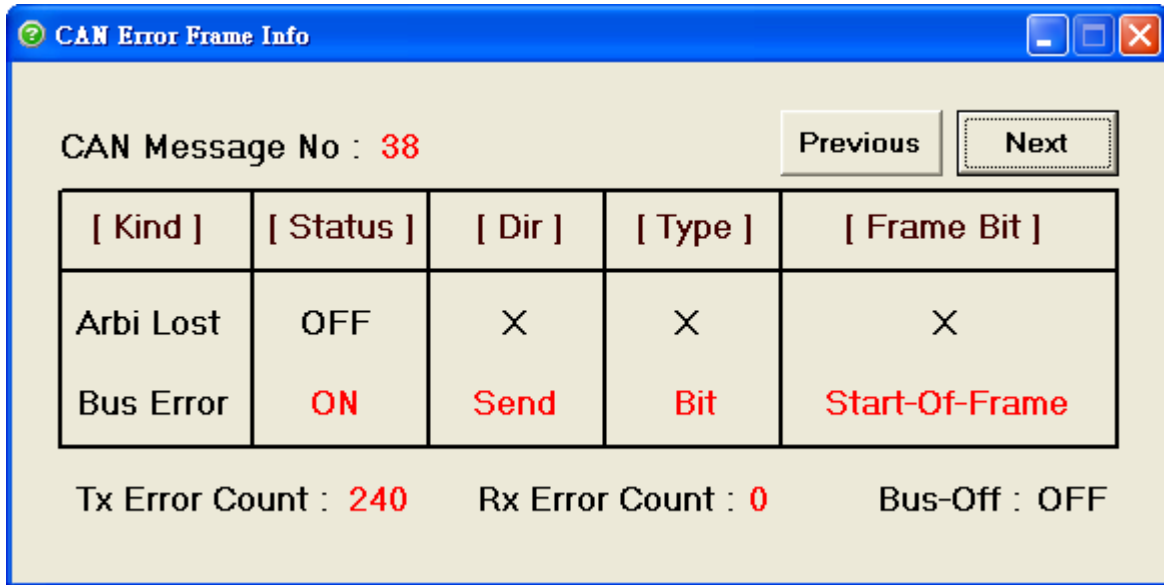 CAN Error Frame Info
CAN Message No : 38
Previous
Next
[ Kind ] [ Status ] [ Dir ] [ Type ] [ Frame Bit ]
Arbi Lost OFF X X X
Bus Error ON Send Bit Start-Of-Frame
Tx Error Count : 240 Rx Error Count : 0 Bus-Off : OFF